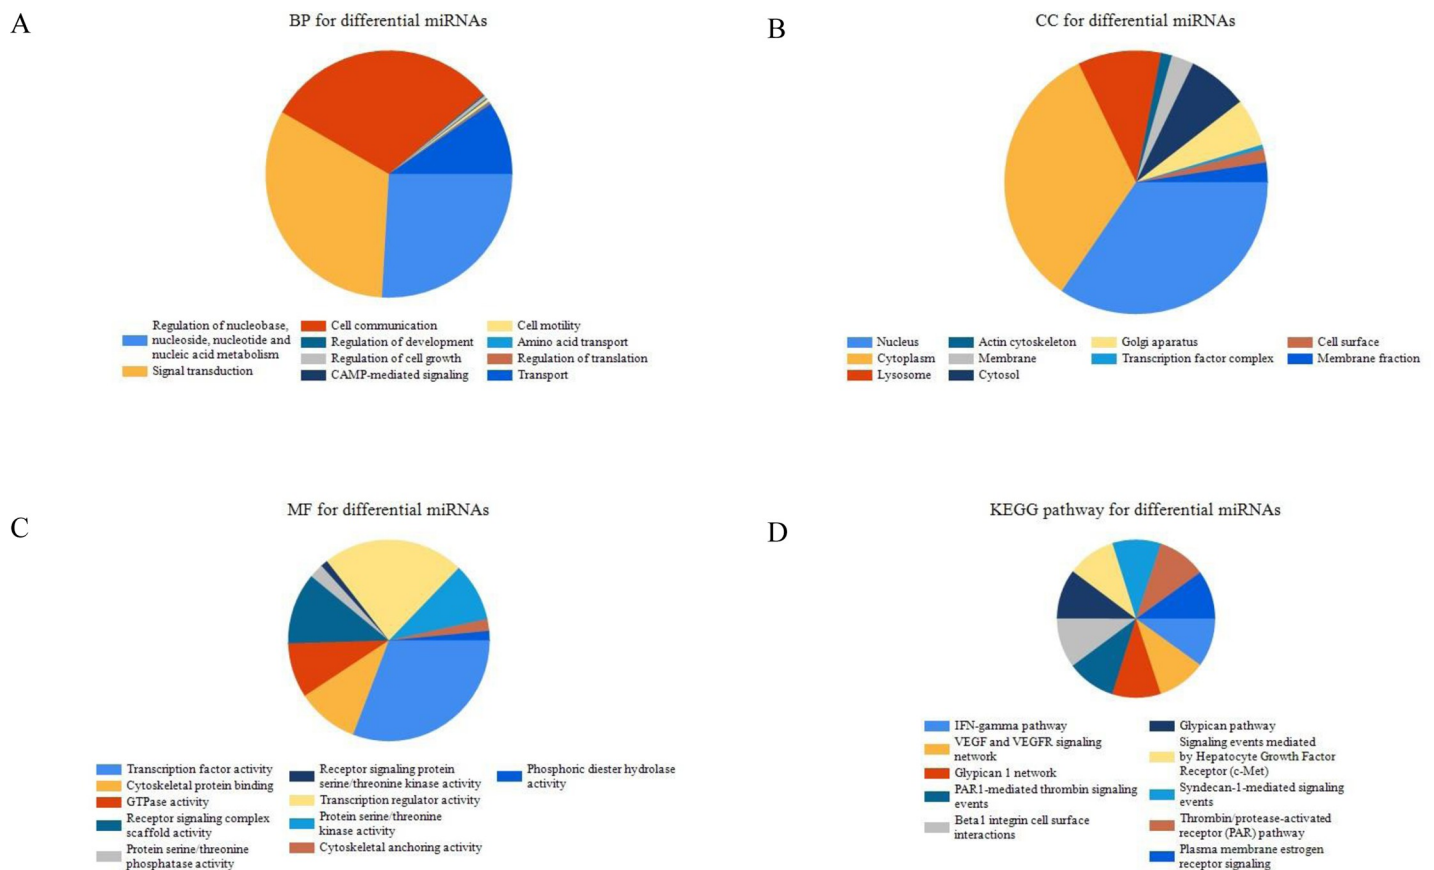 A
BP for differential miRNAs
Regulation of nucleobase,
nucleoside, nucleotide and
nucleic acid metabolism
Signal transduction
Cell communication
Regulation of development
Regulation of cell growth
CAMP-mediated signaling
Cell motility
Amino acid transport
Regulation of translation
Transport
B
CC for differential miRNAs
Nucleus
Cytoplasm
Lysosome
Actin cytoskeleton
Membrane
Cytosol
Golgi apparatus
Transcription factor complex
Cell surface
Membrane fraction
C
MF for differential miRNAs
Transcription factor activity
Cytoskeletal protein binding
GTPase activity
Receptor signaling complex
scaffold activity
Protein serine/threonine
phosphatase activity
Receptor signaling protein
serine/threonine kinase activity
Transcription regulator activity
Protein serine/threonine
kinase activity
Cytoskeletal anchoring activity
Phosphoric diester hydrolase
activity
D
KEGG pathway for differential miRNAs
IFN-gamma pathway
VEGF and VEGFR signaling
network
Glypican 1 network
PAR1-mediated thrombin signaling
events
Beta1 integrin cell surface
interactions
Glypican pathway
Signaling events mediated
by Hepatocyte Growth Factor
Receptor (c-Met)
Syndecan-1-mediated signaling
events
Thrombin/protease-activated
receptor (PAR) pathway
Plasma membrane estrogen
receptor signaling